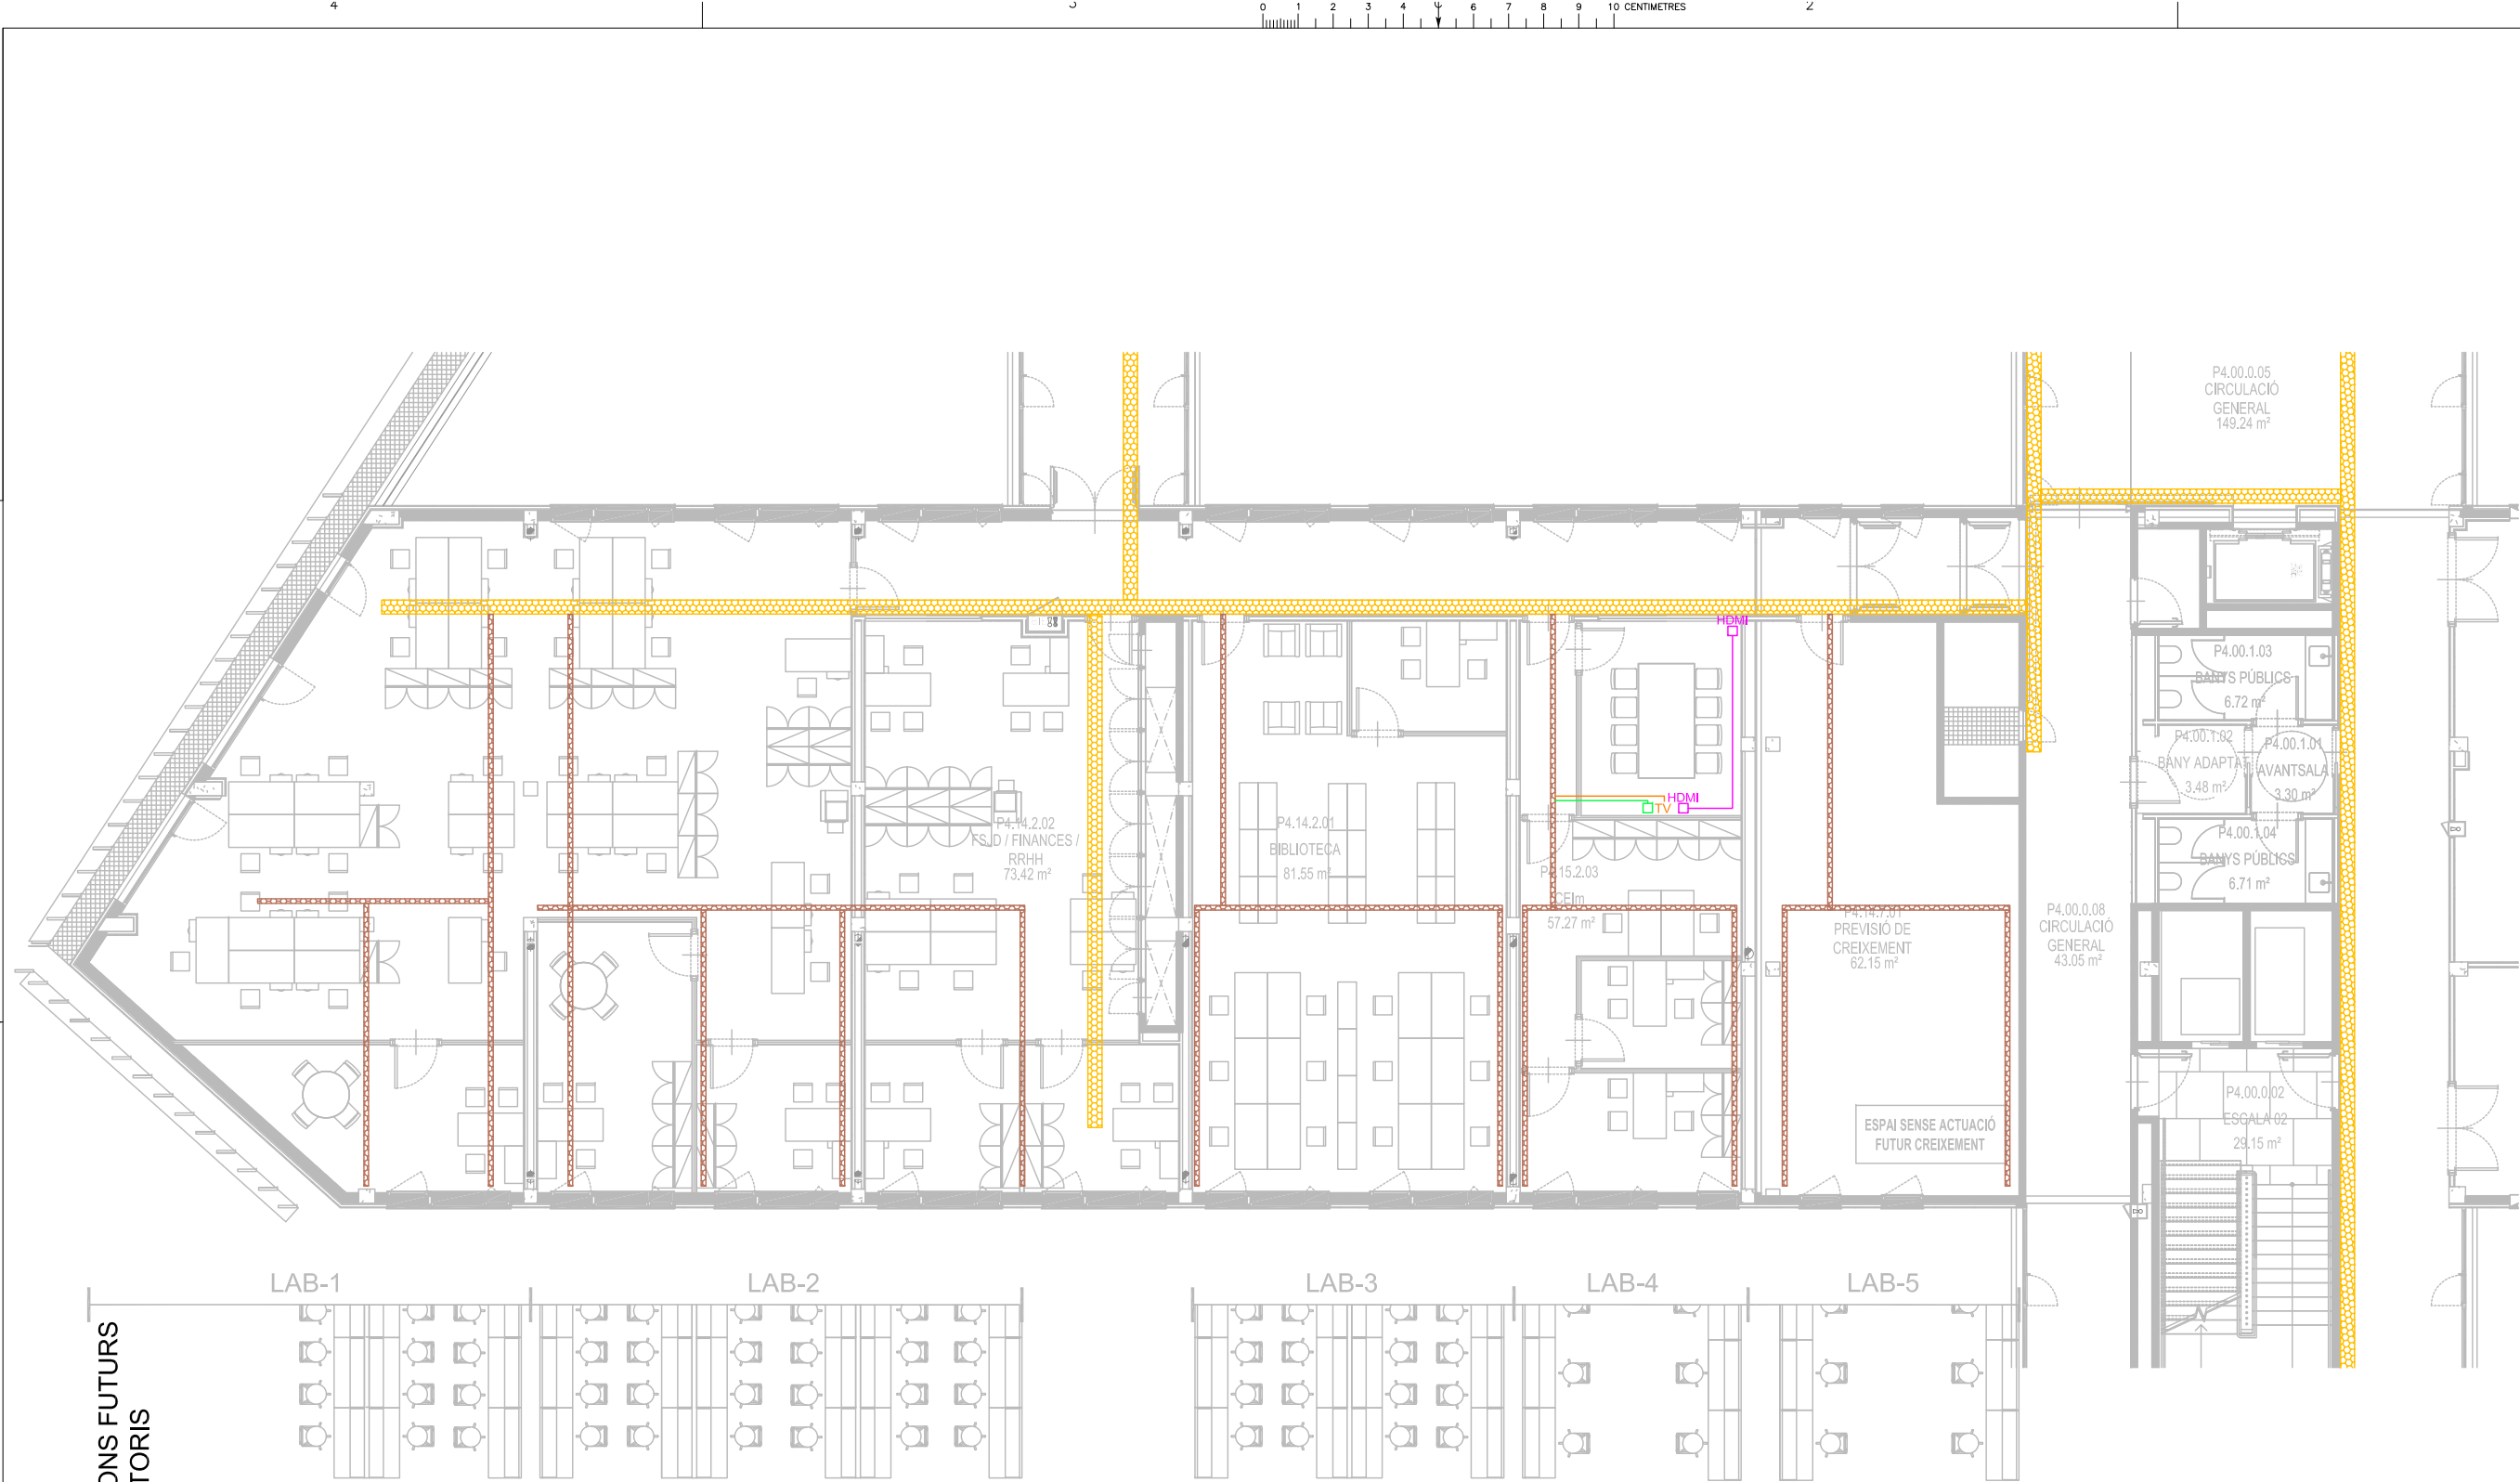 4
0 1 2 3 4 6 7 8 9 10 CENTIMETRES
2
P4.00.0.05
CIRCULACIÓ
GENERAL
149.24 m²
HDMI
P4.00.1.03
BANYS PÚBLICS
6.72 m²
P4.00.1.02
BANY ADAPTAT
3.48 m²
P4.00.1.01
AVANTSALA
3.30 m²
HDMI
TV
P4.14.2.02
FSJD / FINANCES /
RRHH
73.42 m²
P4.14.2.01
BIBLIOTECA
81.55 m²
P4.15.2.03
CEIm
57.27 m²
P4.14.7.01
PREVISIÓ DE
CREIXEMENT
62.15 m²
P4.00.1.04
BANYS PÚBLICS
6.71 m²
P4.00.0.08
CIRCULACIÓ
GENERAL
43.05 m²
ESPAI SENSE ACTUACIÓ
FUTUR CREIXEMENT
P4.00.0.02
ESCALA 02
29.15 m²
LAB-1
LAB-2
LAB-3
LAB-4
LAB-5
ONS FUTURS
TORIS